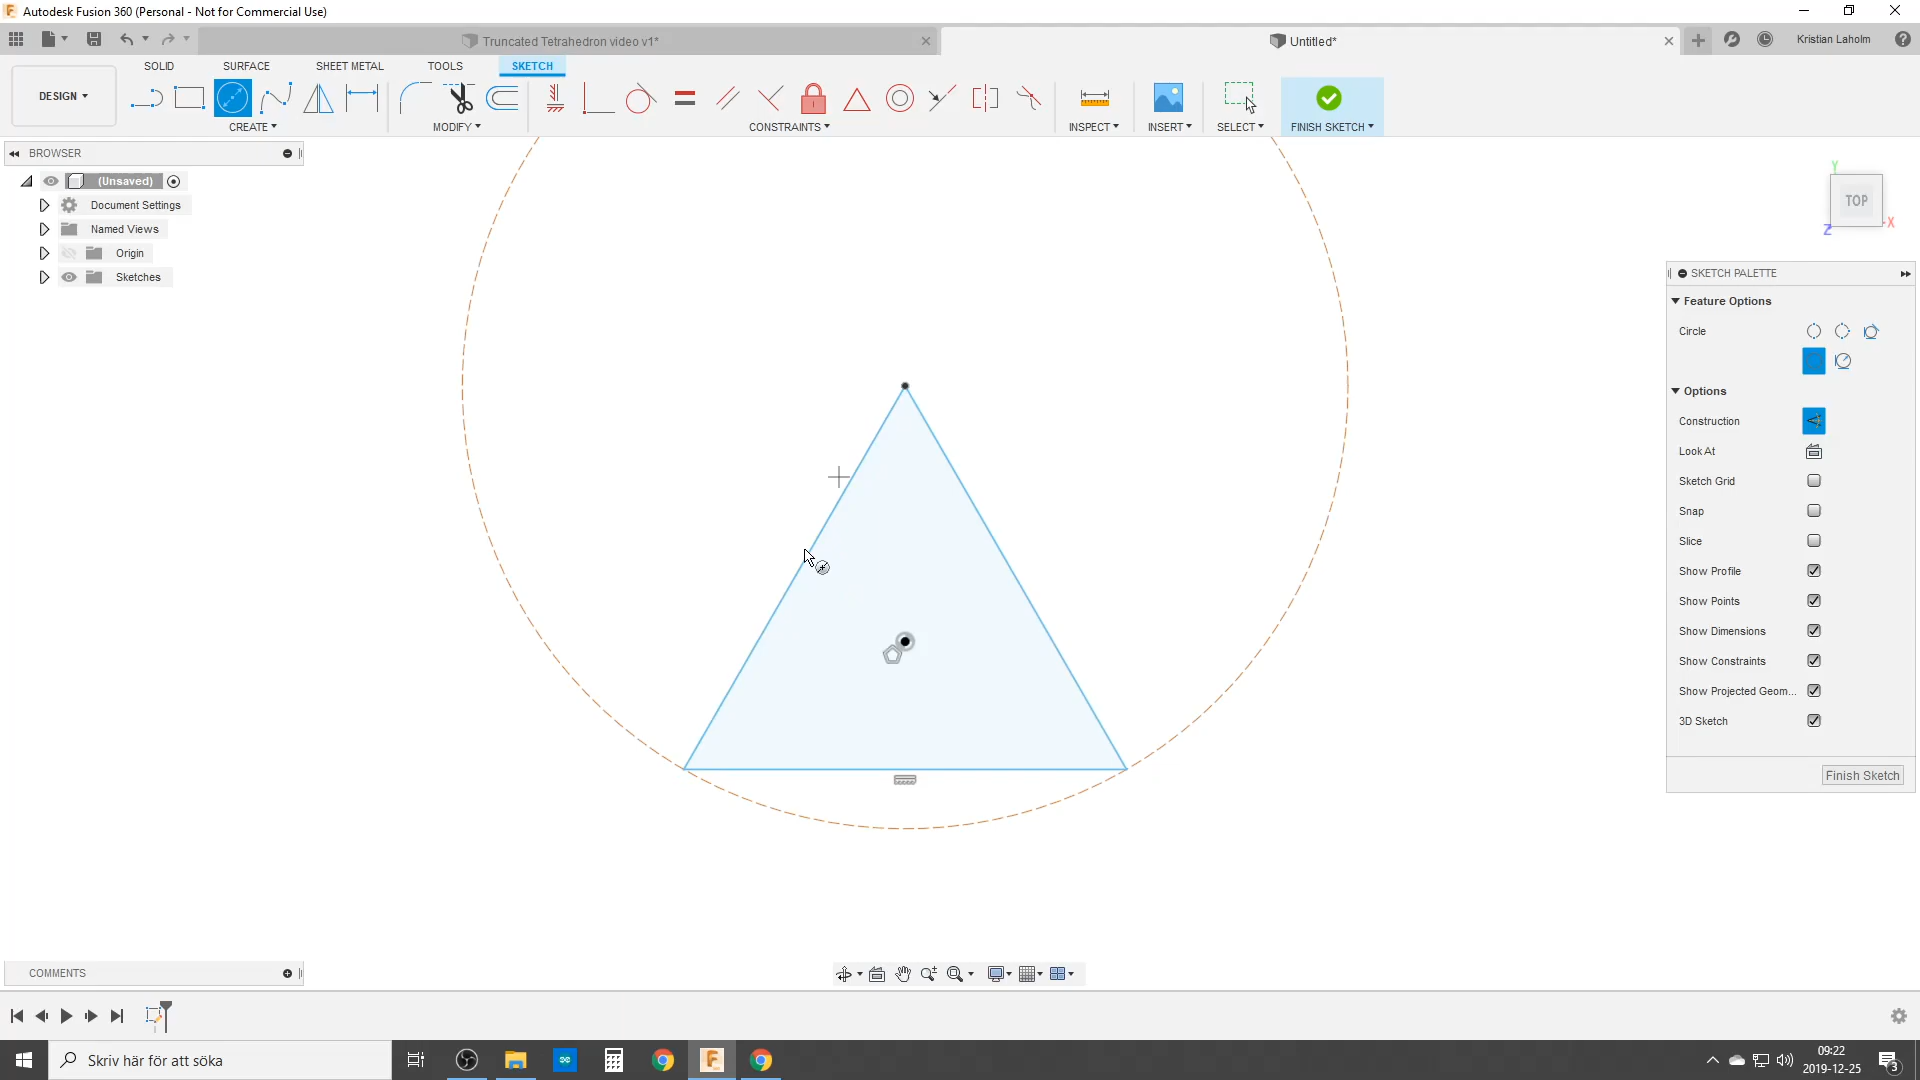 Autodesk Fusion 360 (Personal - Not for Commercial Use)
Truncated Tetrahedron video v1*
Untitled*
Kristian Laholm
SOLID SURFACE SHEET METAL TOOLS SKETCH
DESIGN
CREATE MODIFY CONSTRAINTS INSPECT INSERT SELECT FINISH SKETCH
BROWSER
(Unsaved)
Document Settings
Named Views
Origin
Sketches
Y
TOP
X
Z
SKETCH PALETTE
Feature Options
Circle
Options
Construction
Look At
Sketch Grid
Snap
Slice
Show Profile
Show Points
Show Dimensions
Show Constraints
Show Projected Geom...
3D Sketch
Finish Sketch
COMMENTS
Skriv här för att söka
09:22
2019-12-25
3